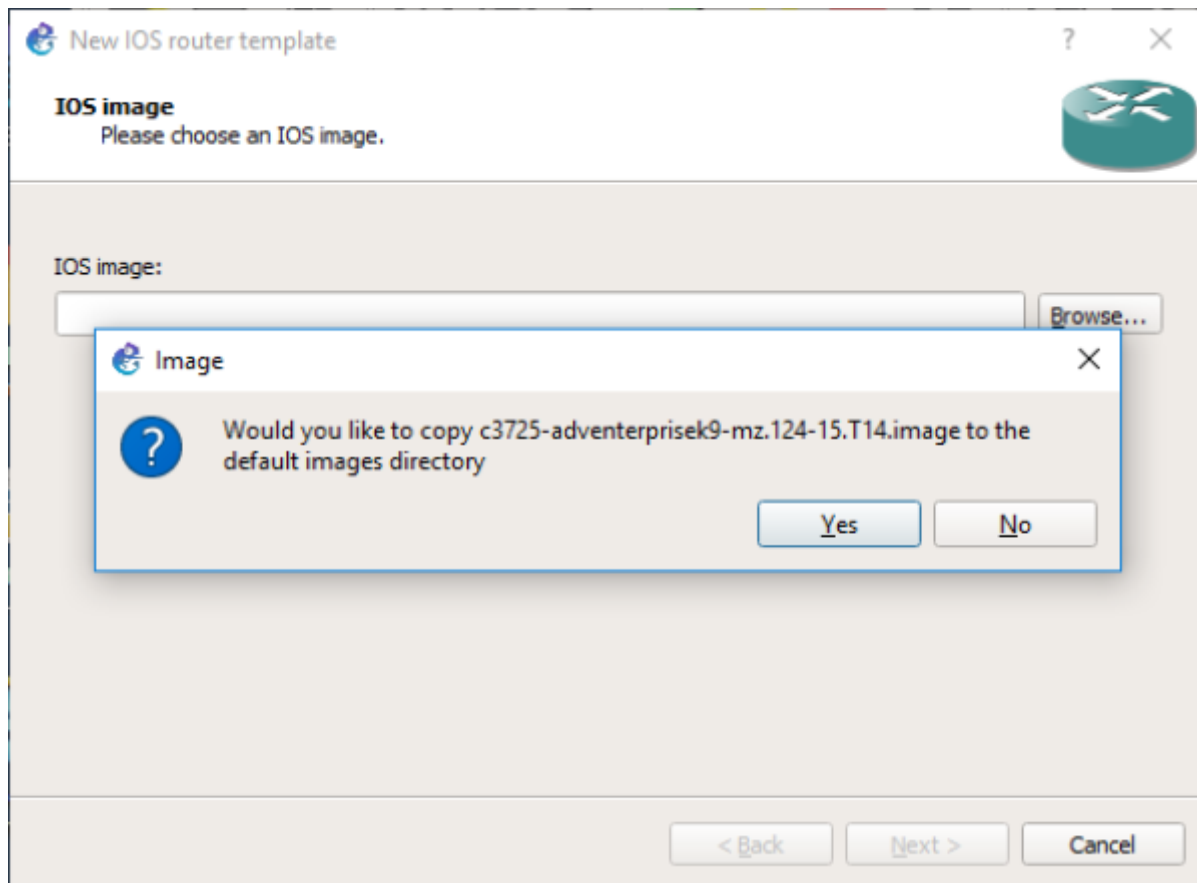 New IOS router template
IOS image
Please choose an IOS image.
IOS image:
Browse...
Image
Would you like to copy c3725-adventerprisek9-mz.124-15.T14.image to the
default images directory
Yes
No
< Back
Next >
Cancel